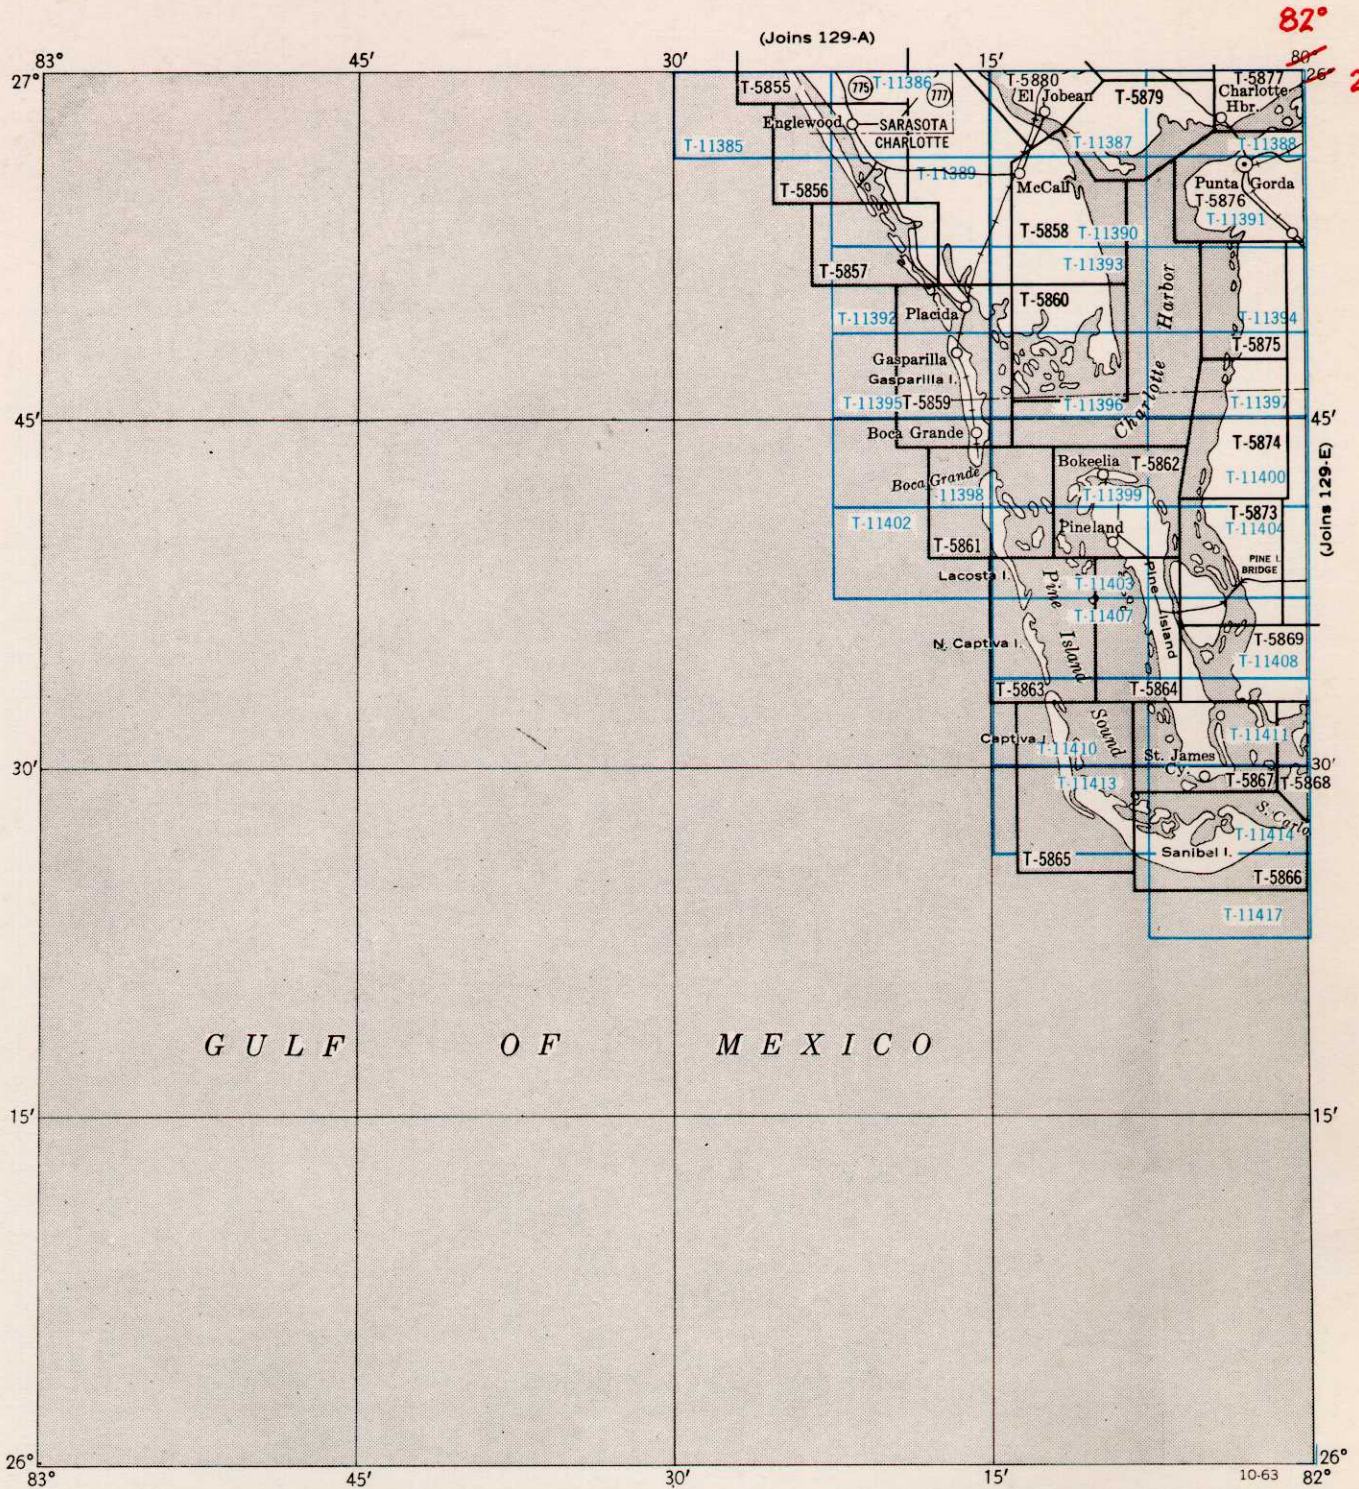 82°
(Joins 129-A)
83° 45′ 30′ 15′ 80°
27° 26° 2
T-5855 775 T-11386 777 T-5880 T-5877
El Jobean T-5879 Charlotte
Hbr.
Englewood SARASOTA
CHARLOTTE
T-11385 T-11387 T-11388
T-11389
McCall
T-5856 Punta Gorda
T-5876
T-11391
T-5858 T-11390
T-5857 T-11393
Harbor
T-5860
Placida
T-11392 T-11394
T-5875
Gasparilla
Gasparilla I.
T-11395 T-5859 T-11396 T-11397
Charlotte
45′ 45′
Boca Grande T-5874
Bokeelia T-5862
Boca Grande T-11400
T-11398 T-11399
T-5873
T-11402 Pineland T-11404
(Joins 129-E)
T-5861
PINE I.
BRIDGE
Lacosta I. Pine T-11403 Pine
T-11407
Island Island
N. Captiva I. T-5869
T-11408
T-5863 T-5864
Sound
Captiva I. T-11410 T-11411
St. James
Cy.
30′ 30′
T-11413 T-5867 T-5868
S. Carlo
T-11414
Sanibel I.
T-5865 T-5866
T-11417
GULF OF MEXICO
15′ 15′
26° 26°
83° 45′ 30′ 15′ 10-63 82°